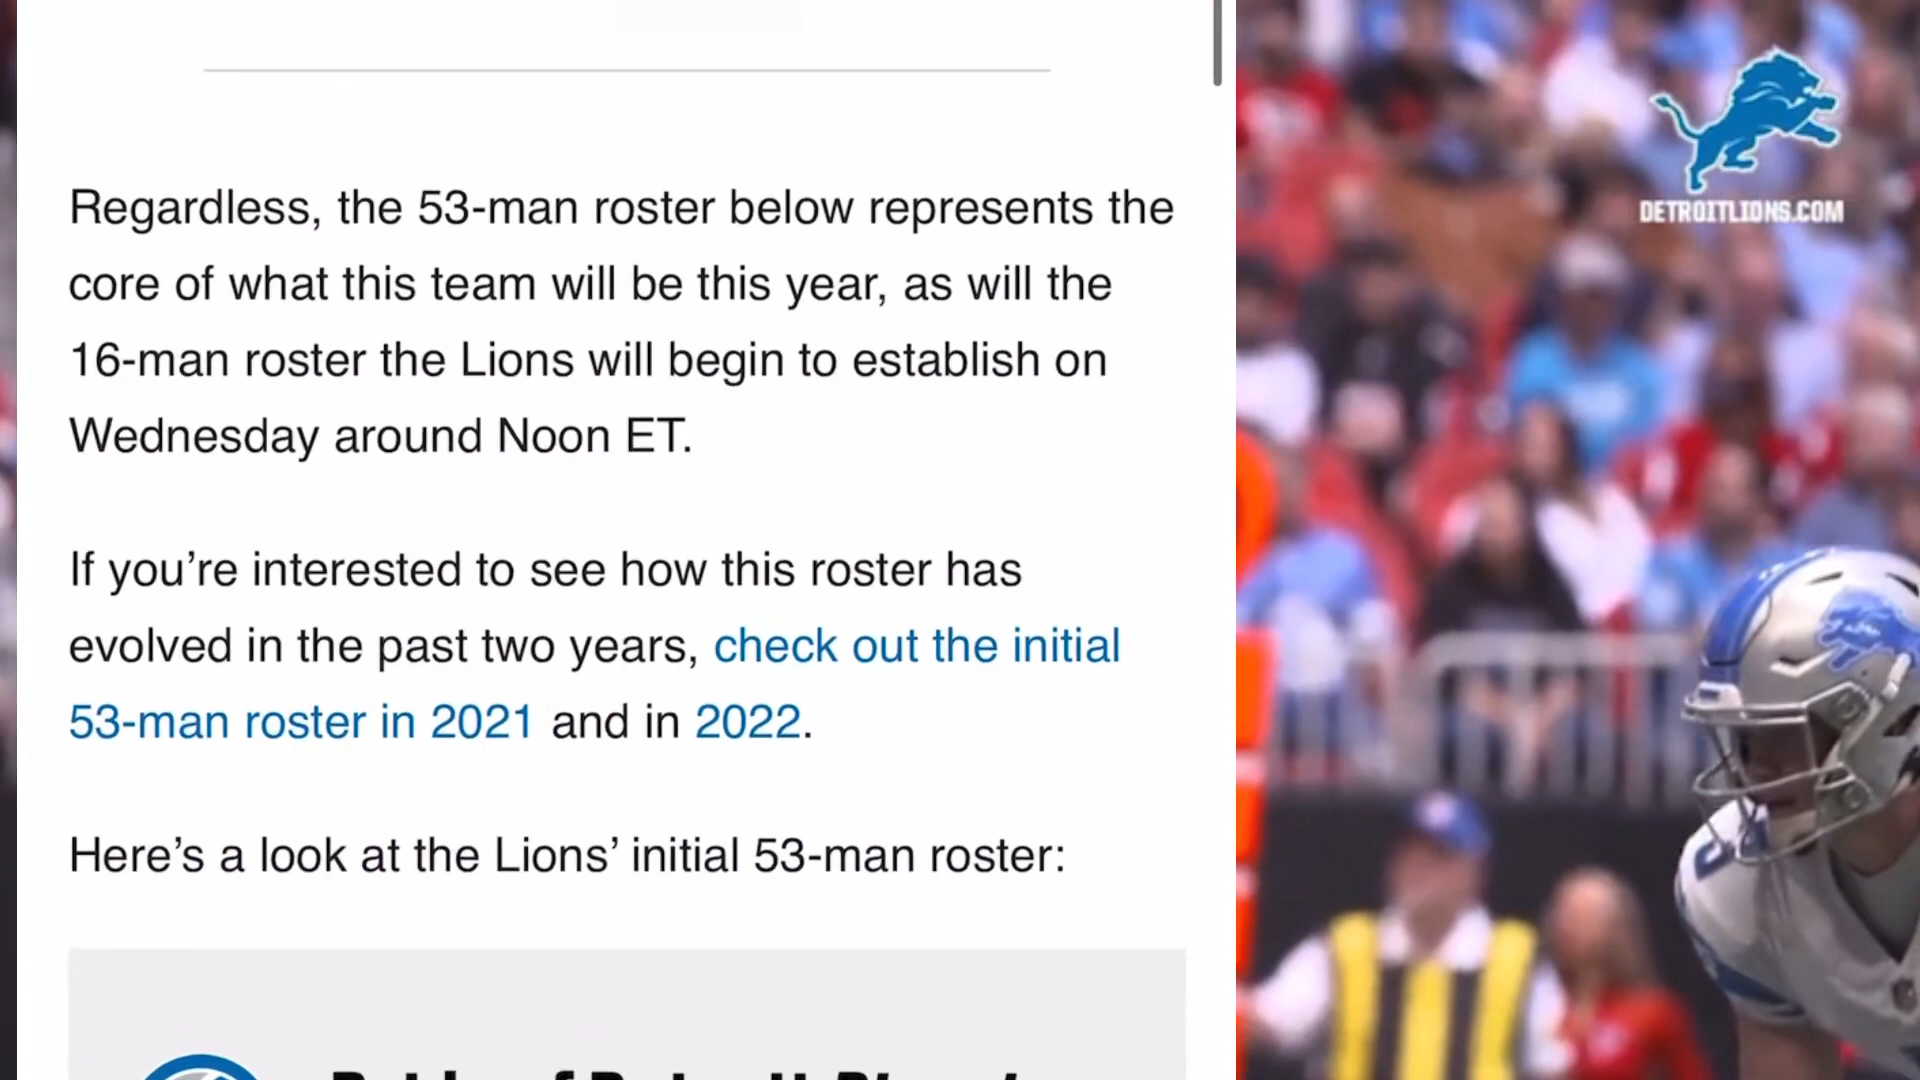 Regardless, the 53-man roster below represents the
core of what this team will be this year, as will the
16-man roster the Lions will begin to establish on
Wednesday around Noon ET.
If you’re interested to see how this roster has
evolved in the past two years, check out the initial
53-man roster in 2021 and in 2022.
Here’s a look at the Lions’ initial 53-man roster:
DETROITLIONS.COM